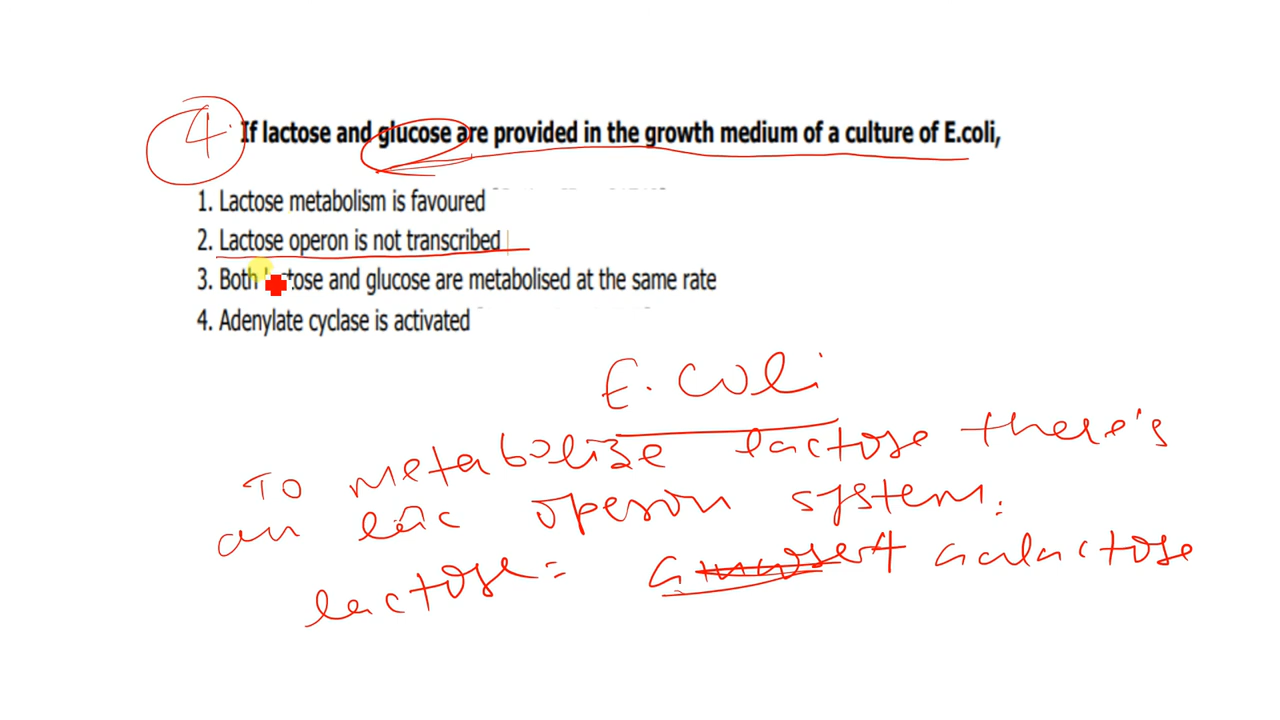 4. If lactose and glucose are provided in the growth medium of a culture of E.coli,
1. Lactose metabolism is favoured
2. Lactose operon is not transcribed
3. Both lactose and glucose are metabolised at the same rate
4. Adenylate cyclase is activated
E. coli
To metabolize lactose there's
an lac operon system.
lactose = Galactose